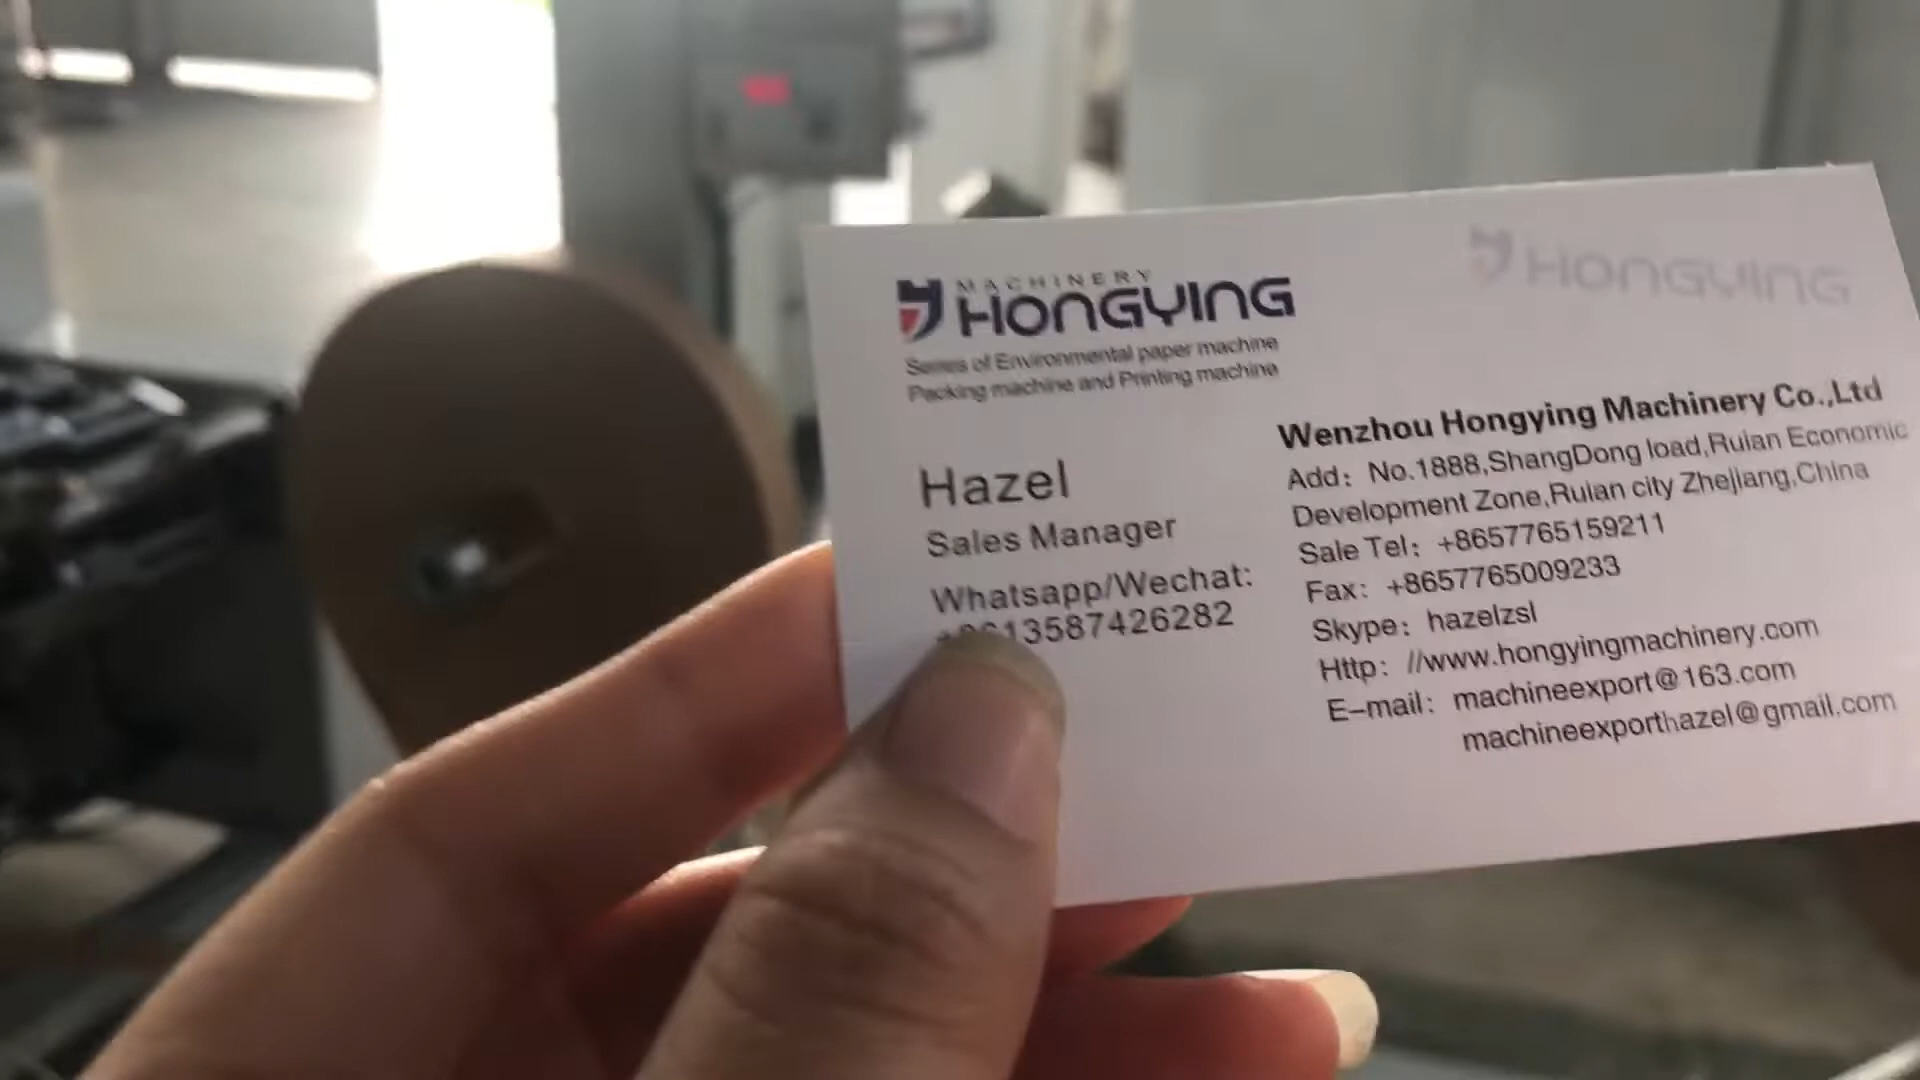 MACHINERY
HONGYING
Series of Environmental paper machine
Packing machine and Printing machine
HONGYING
Hazel
Sales Manager
Whatsapp/Wechat:
+8613587426282
Wenzhou Hongying Machinery Co.,Ltd
Add: No.1888,ShangDong load,Ruian Economic
Development Zone,Ruian city Zhejiang,China
Sale Tel: +8657765159211
Fax: +8657765009233
Skype: hazelzsl
Http: //www.hongyingmachinery.com
E-mail: machineexport@163.com
machineexporthazel@gmail.com